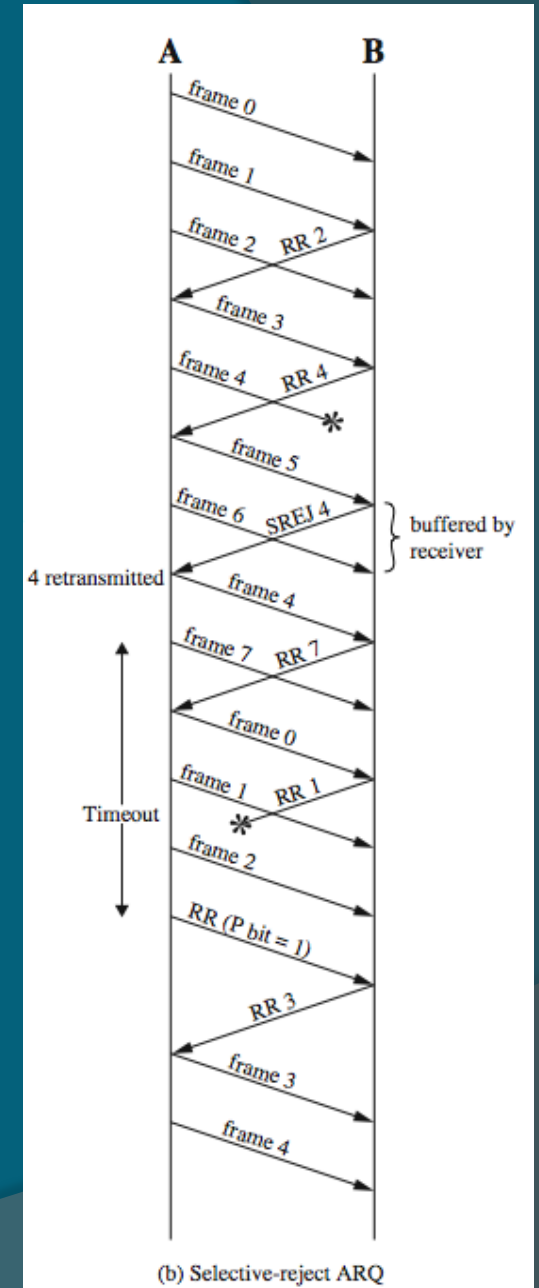 A B
frame 0
frame 1
frame 2
RR 2
frame 3
frame 4
RR 4
frame 5
frame 6
SREJ 4
buffered by
receiver
4 retransmitted
frame 4
frame 7
RR 7
frame 0
frame 1
RR 1
Timeout
frame 2
RR (P bit = 1)
RR 3
frame 3
frame 4
(b) Selective-reject ARQ